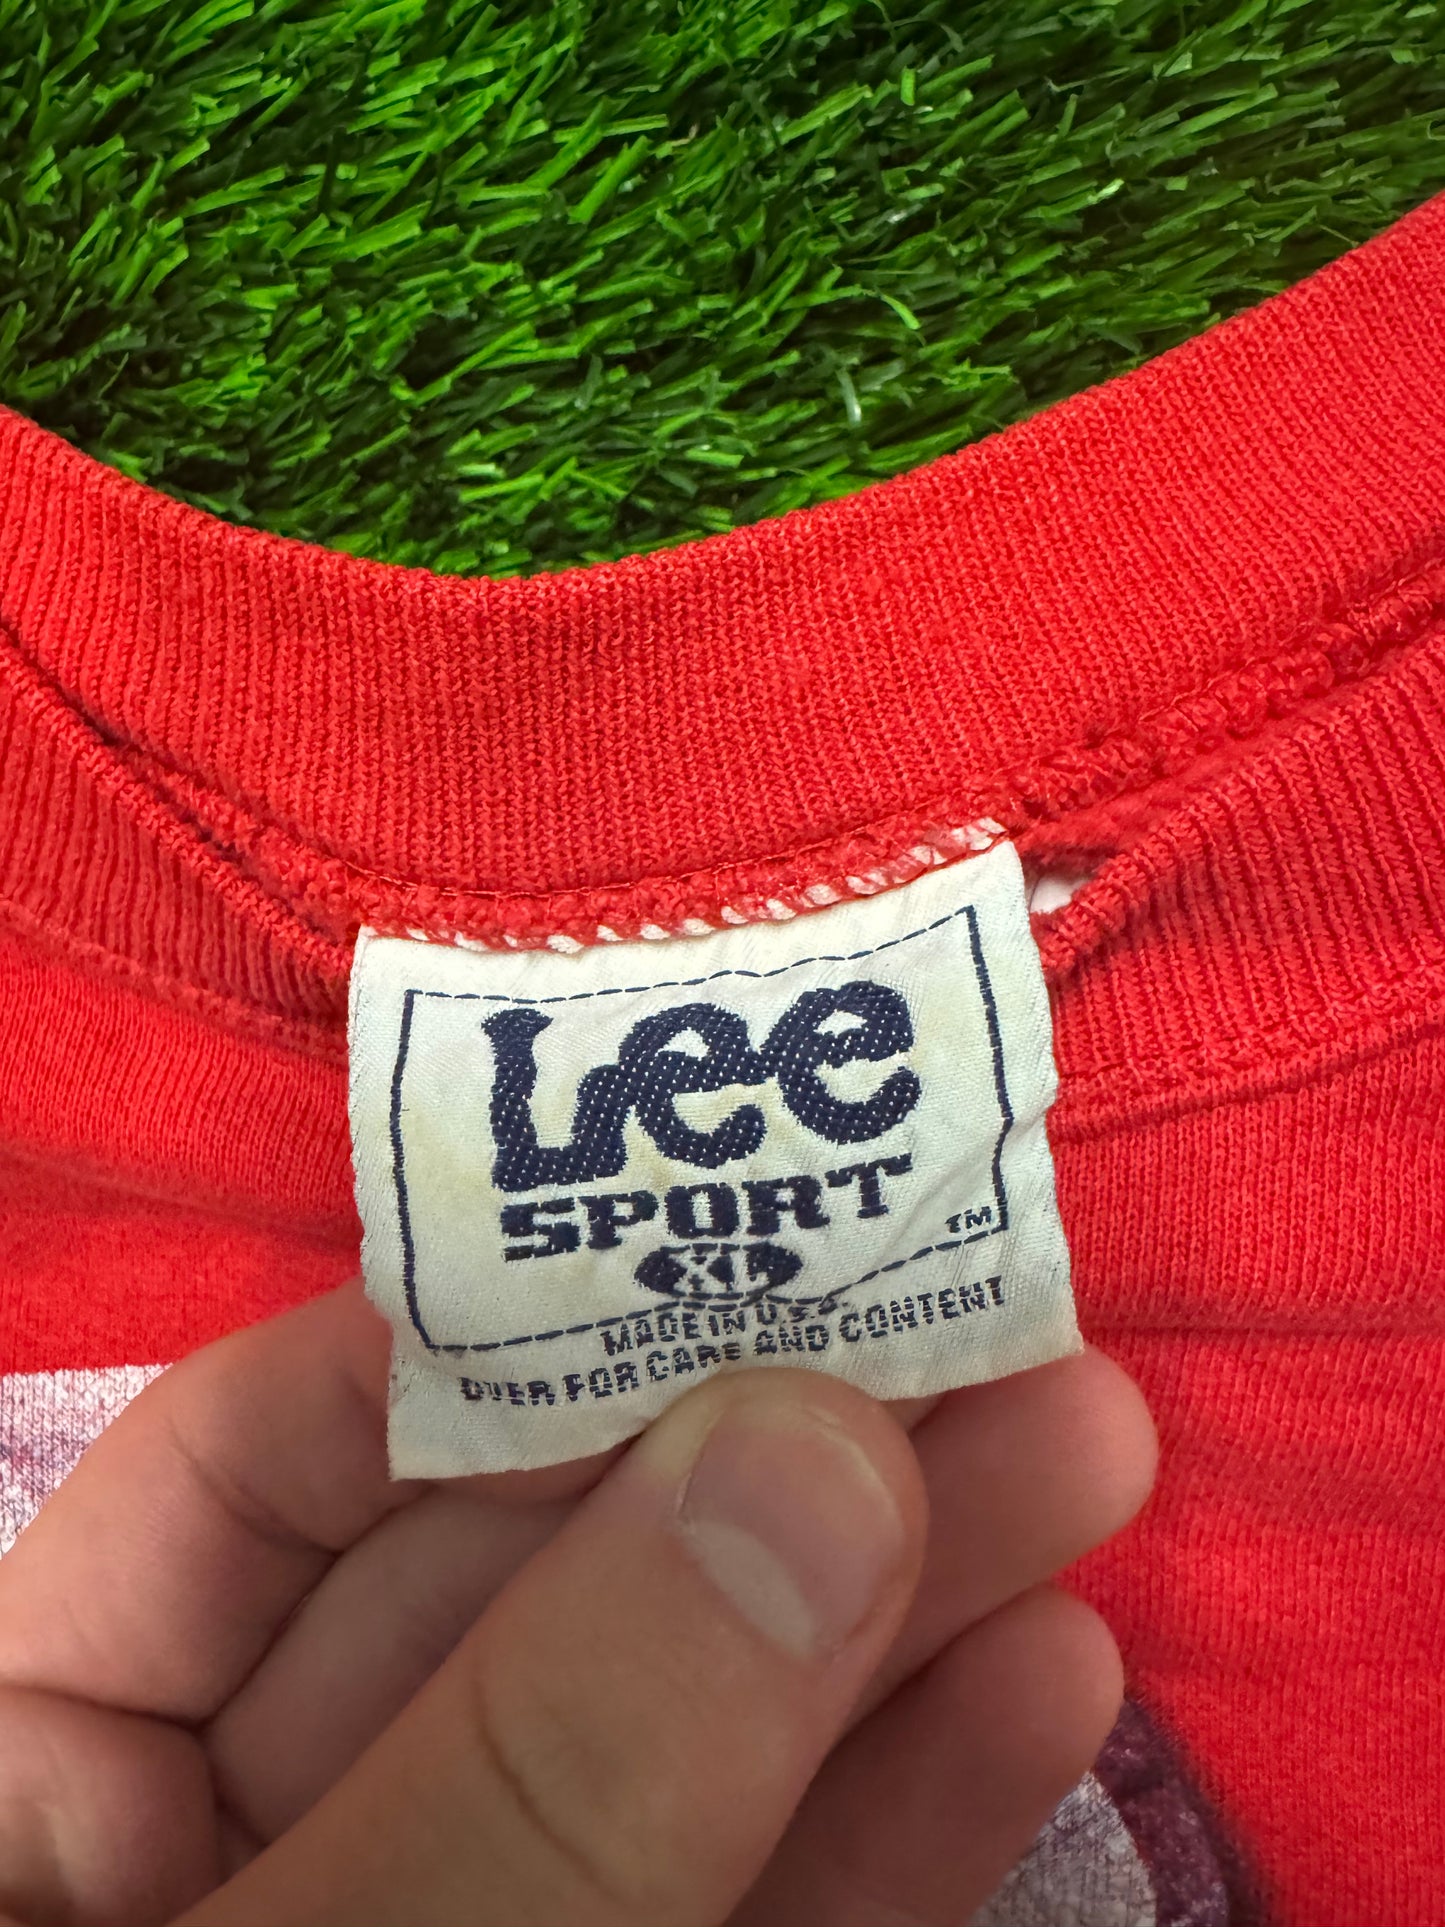 Lee
SPORT
TM
XL
MADE IN U.S.A.
OVER FOR CARE AND CONTENT